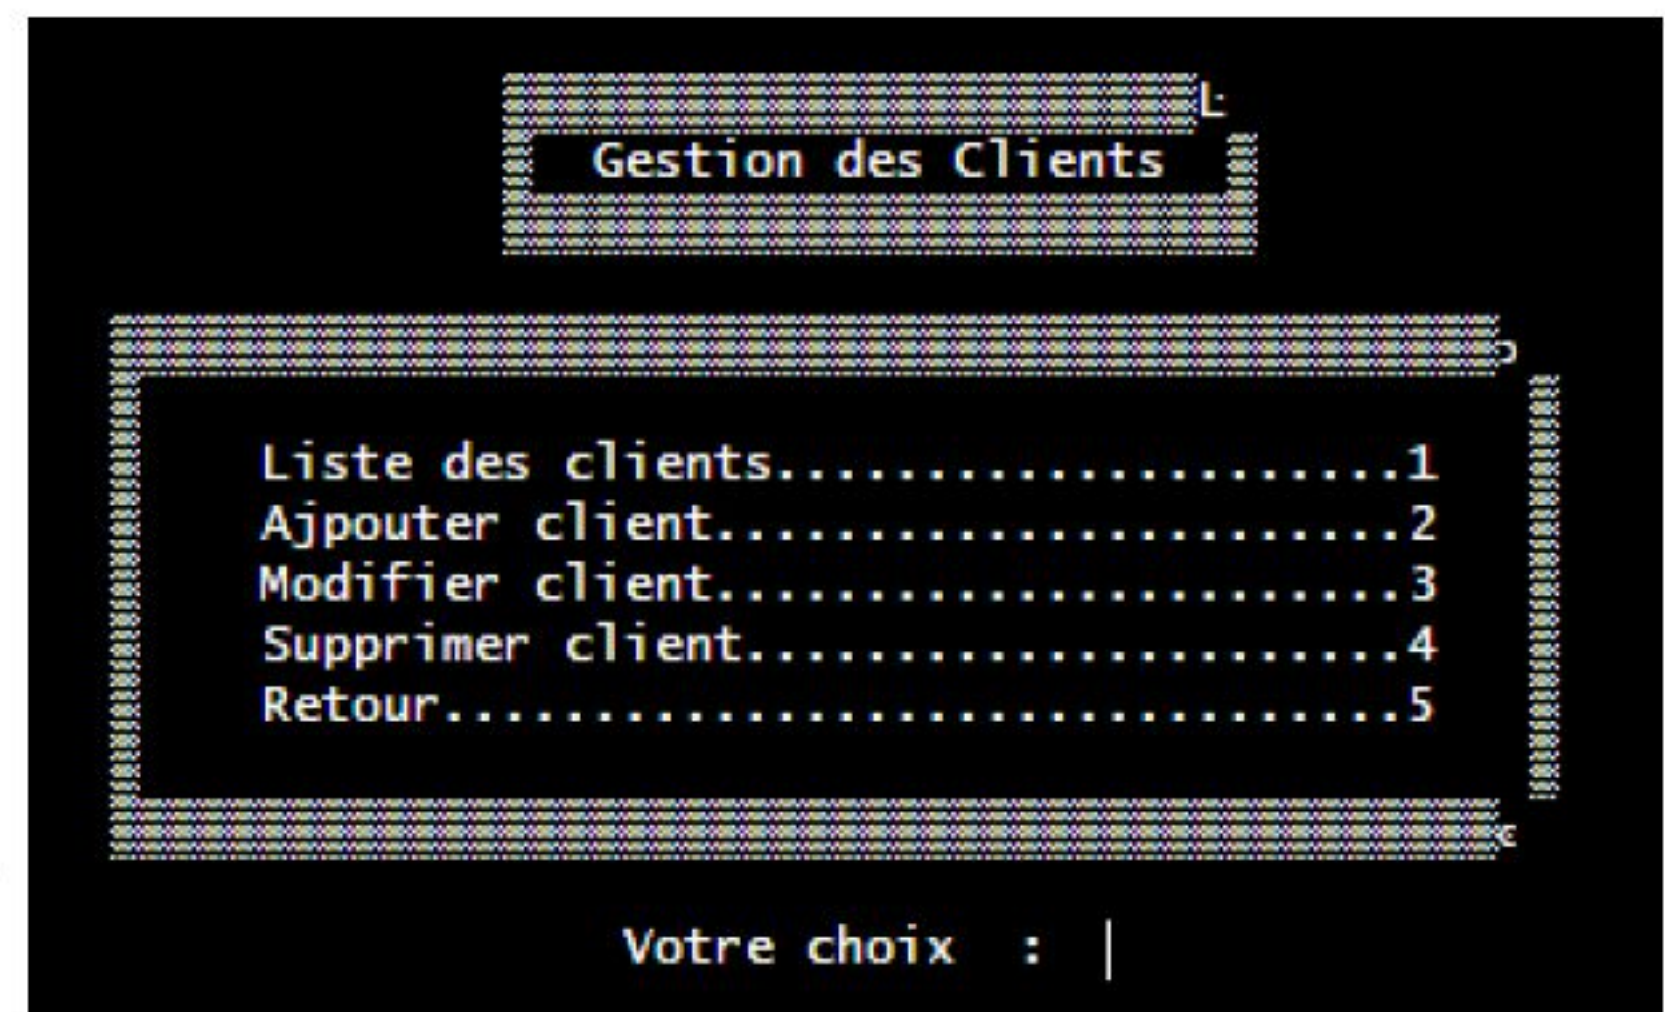 Gestion des Clients
Liste des clients.....................1
Ajpouter client.......................2
Modifier client.......................3
Supprimer client......................4
Retour................................5
Votre choix  :